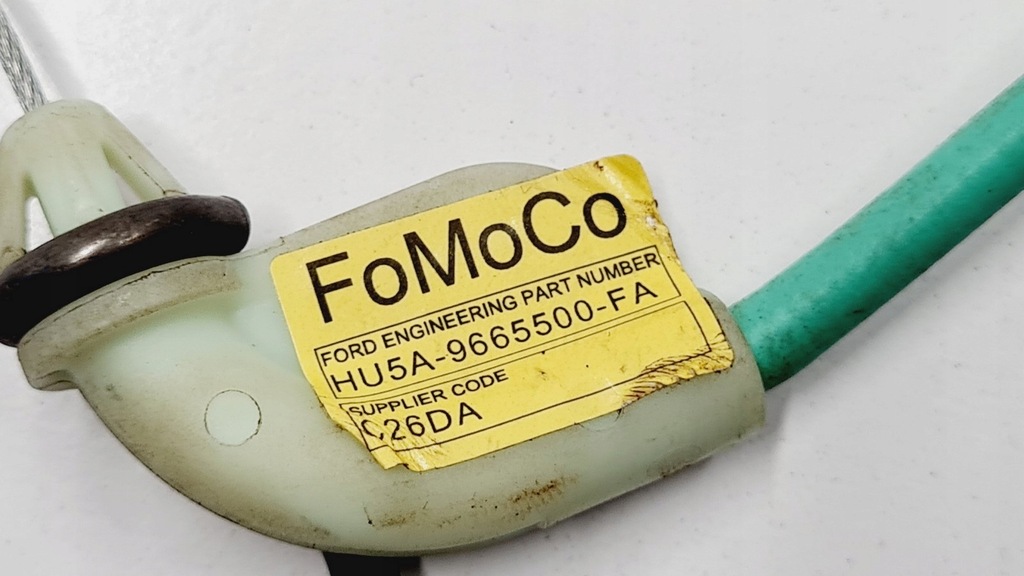 FoMoCo
FORD ENGINEERING PART NUMBER
HU5A-9665500-FA
SUPPLIER CODE
C26DA